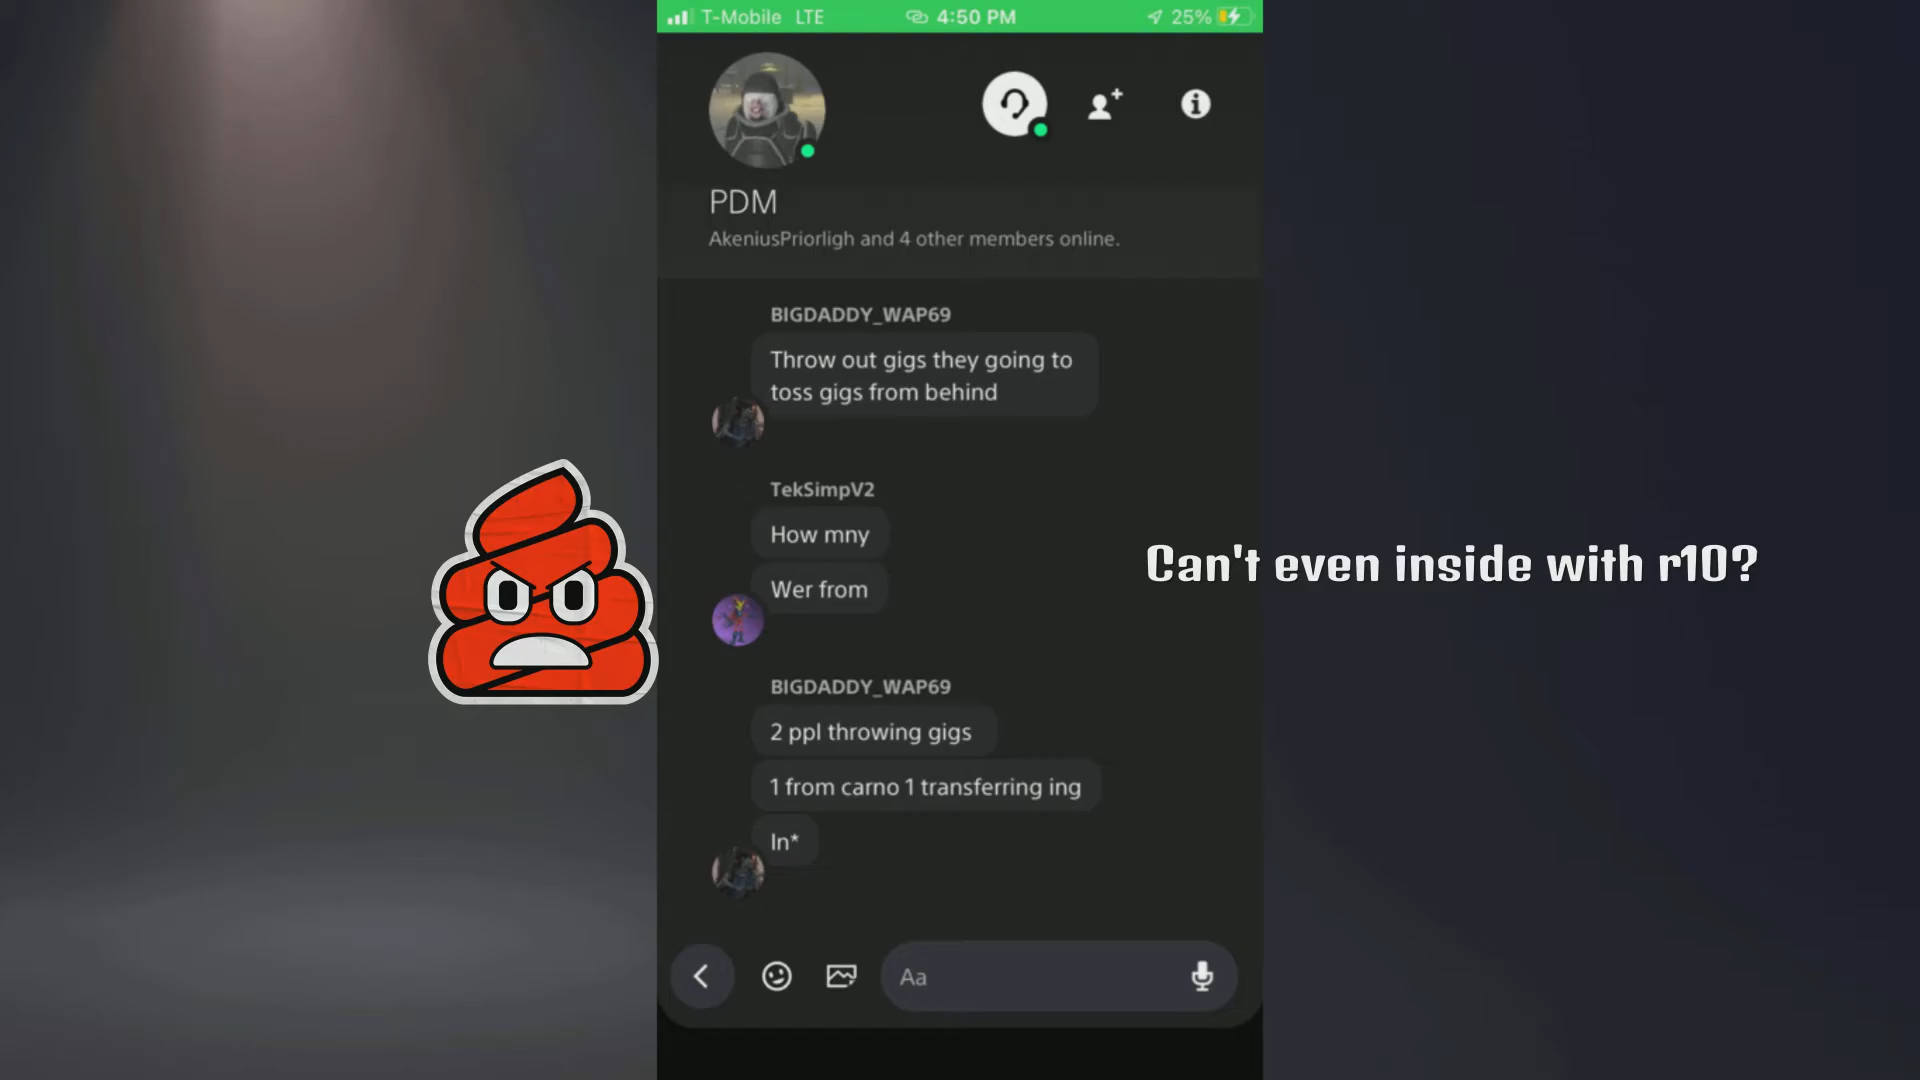 T-Mobile LTE 4:50 PM 25%
PDM
AkeniusPriorligh and 4 other members online.
BIGDADDY_WAP69
Throw out gigs they going to
toss gigs from behind
TekSimpV2
How mny
Wer from
BIGDADDY_WAP69
2 ppl throwing gigs
1 from carno 1 transferring ing
In*
Aa
Can't even inside with r10?